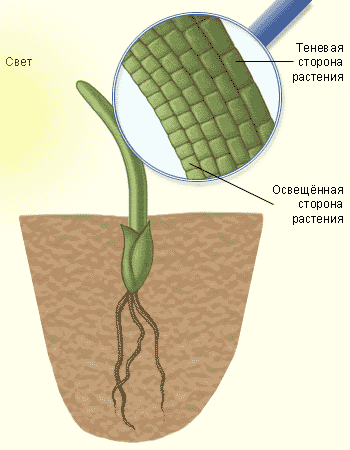 Свет
Теневая
сторона
растения
Освещённая
сторона
растения